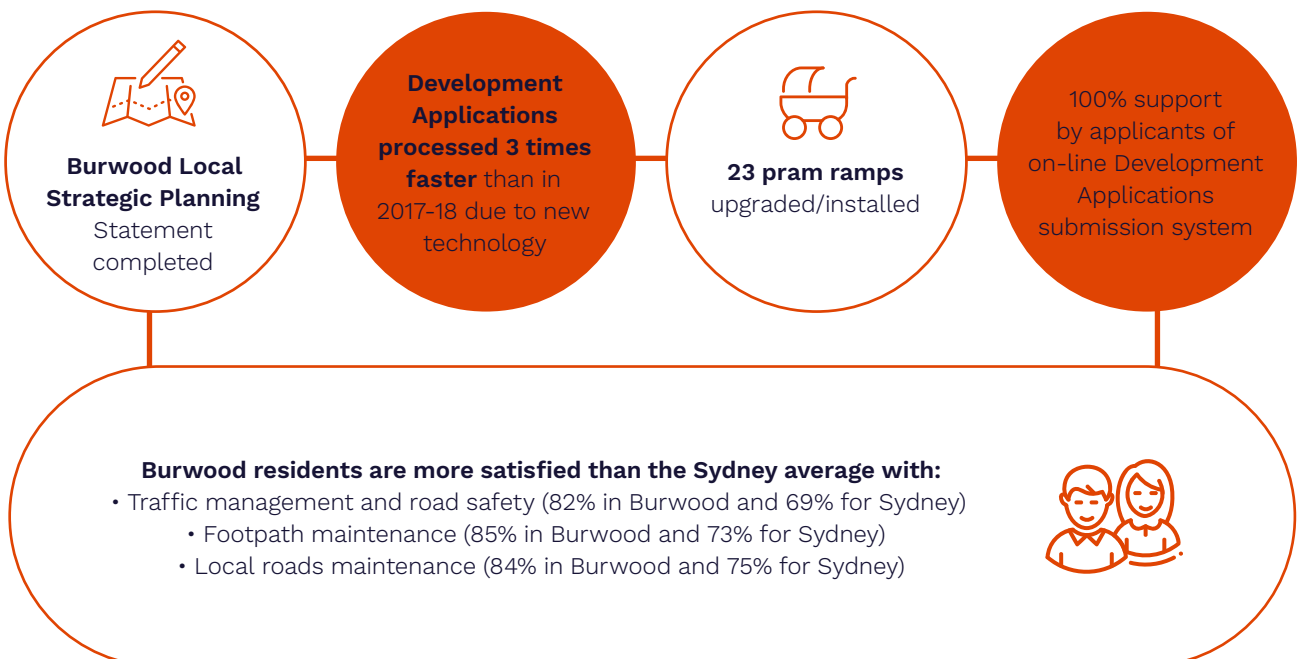 Burwood Local
Strategic Planning
Statement
completed
Development
Applications
processed 3 times
faster than in
2017-18 due to new
technology
23 pram ramps
upgraded/installed
100% support
by applicants of
on-line Development
Applications
submission system
Burwood residents are more satisfied than the Sydney average with:
• Traffic management and road safety (82% in Burwood and 69% for Sydney)
• Footpath maintenance (85% in Burwood and 73% for Sydney)
• Local roads maintenance (84% in Burwood and 75% for Sydney)